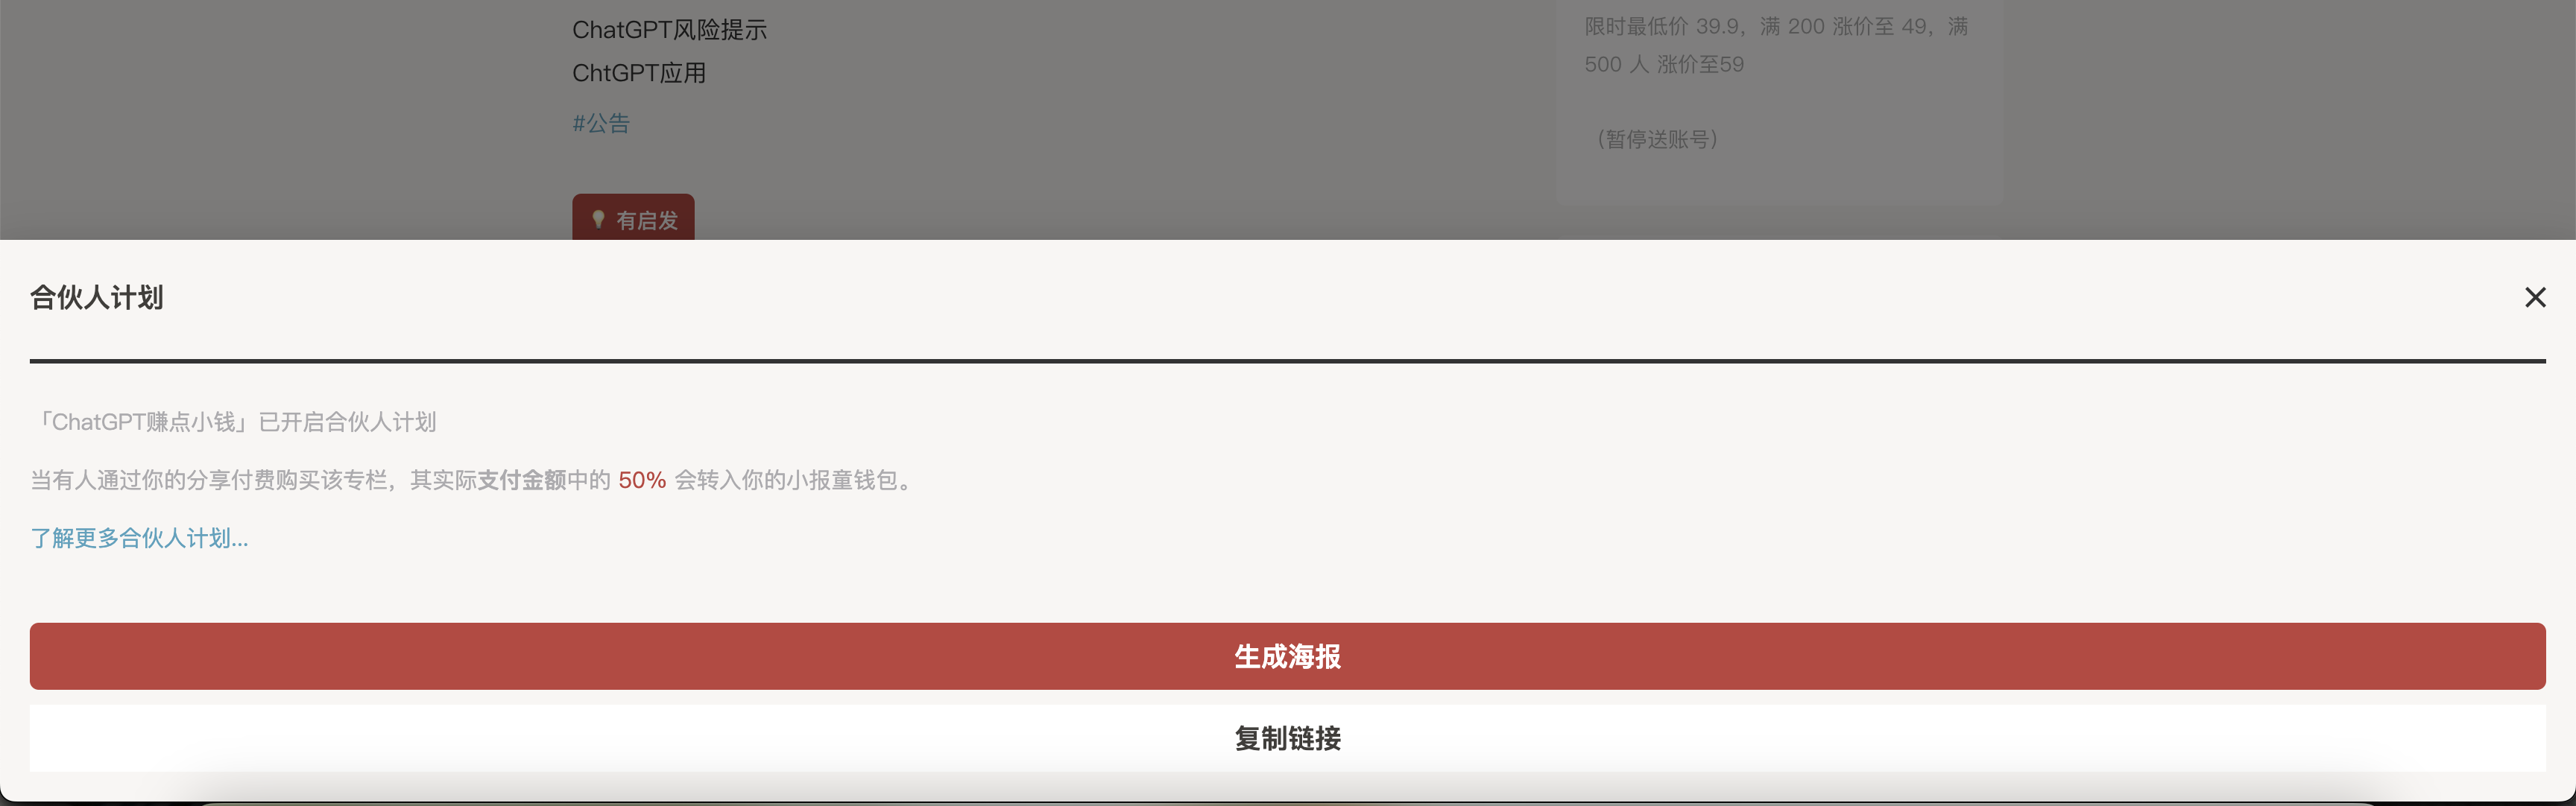 ChatGPT风险提示
ChtGPT应用
#公告
有启发
限时最低价 39.9，满 200 涨价至 49，满
500 人 涨价至59
（暂停送账号）
合伙人计划
「ChatGPT赚点小钱」已开启合伙人计划
当有人通过你的分享付费购买该专栏，其实际支付金额中的 50% 会转入你的小报童钱包。
了解更多合伙人计划...
生成海报
复制链接